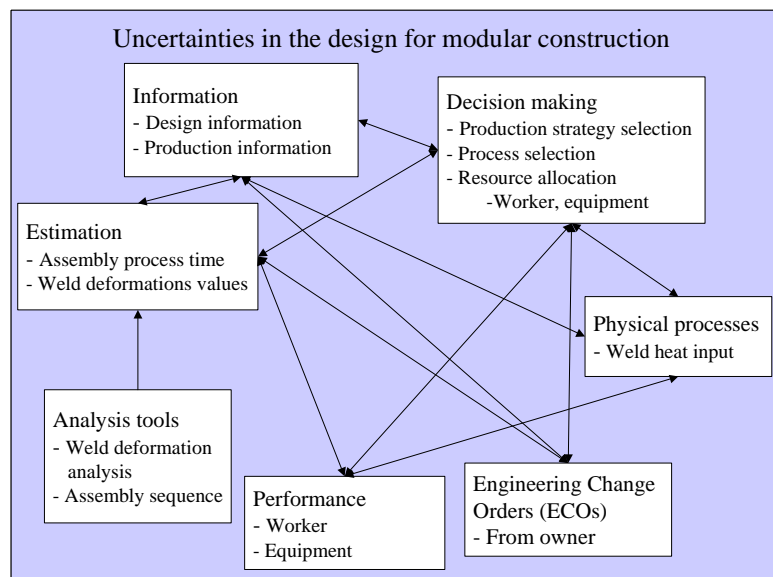 Uncertainties in the design for modular construction
Information
- Design information
- Production information
Decision making
- Production strategy selection
- Process selection
- Resource allocation
-Worker, equipment
Estimation
- Assembly process time
- Weld deformations values
Physical processes
- Weld heat input
Analysis tools
- Weld deformation
analysis
- Assembly sequence
Performance
- Worker
- Equipment
Engineering Change
Orders (ECOs)
- From owner